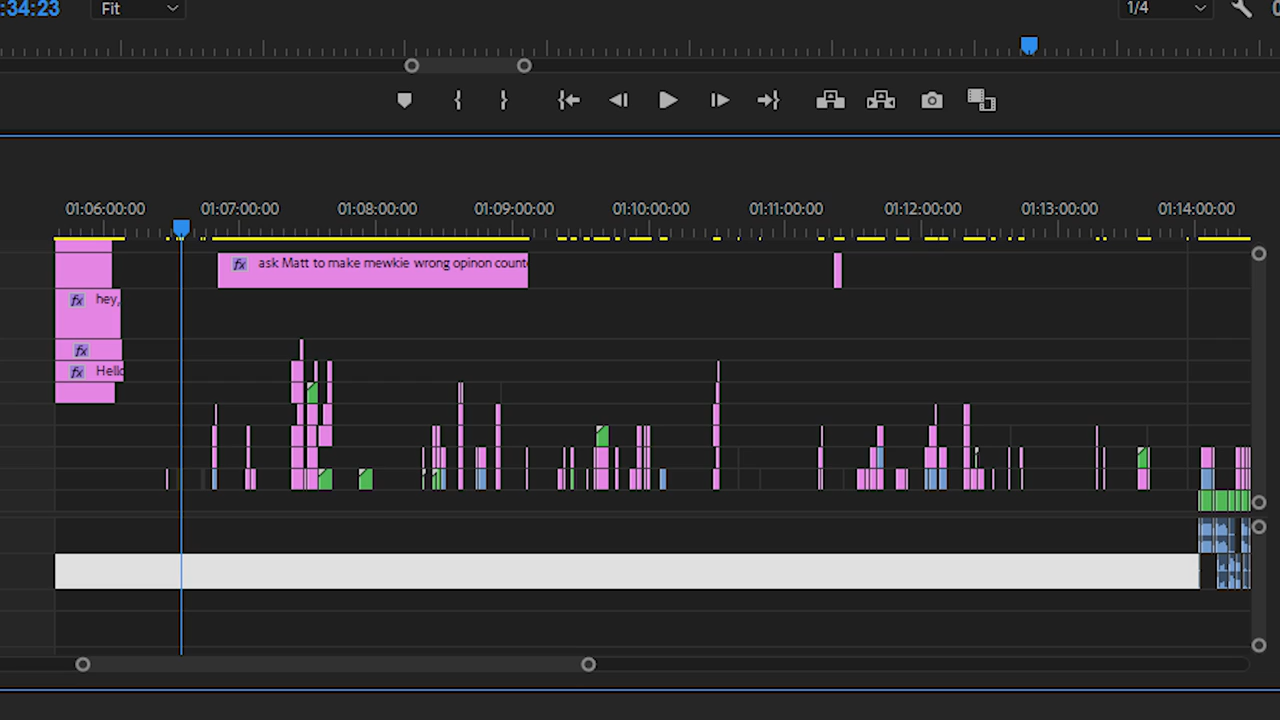 :34:23
Fit
1/4
01:06:00:00 01:07:00:00 01:08:00:00 01:09:00:00 01:10:00:00 01:11:00:00 01:12:00:00 01:13:00:00 01:14:00:00
fx ask Matt to make mewkie wrong opinon count
fx hey,
fx
fx Hello